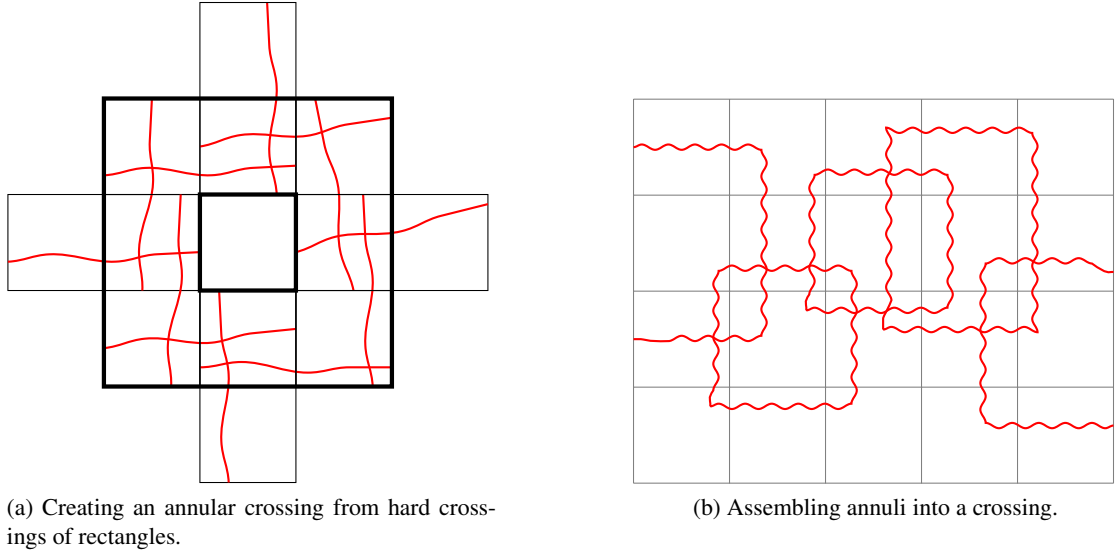 (a) Creating an annular crossing from hard cross-
ings of rectangles.
(b) Assembling annuli into a crossing.